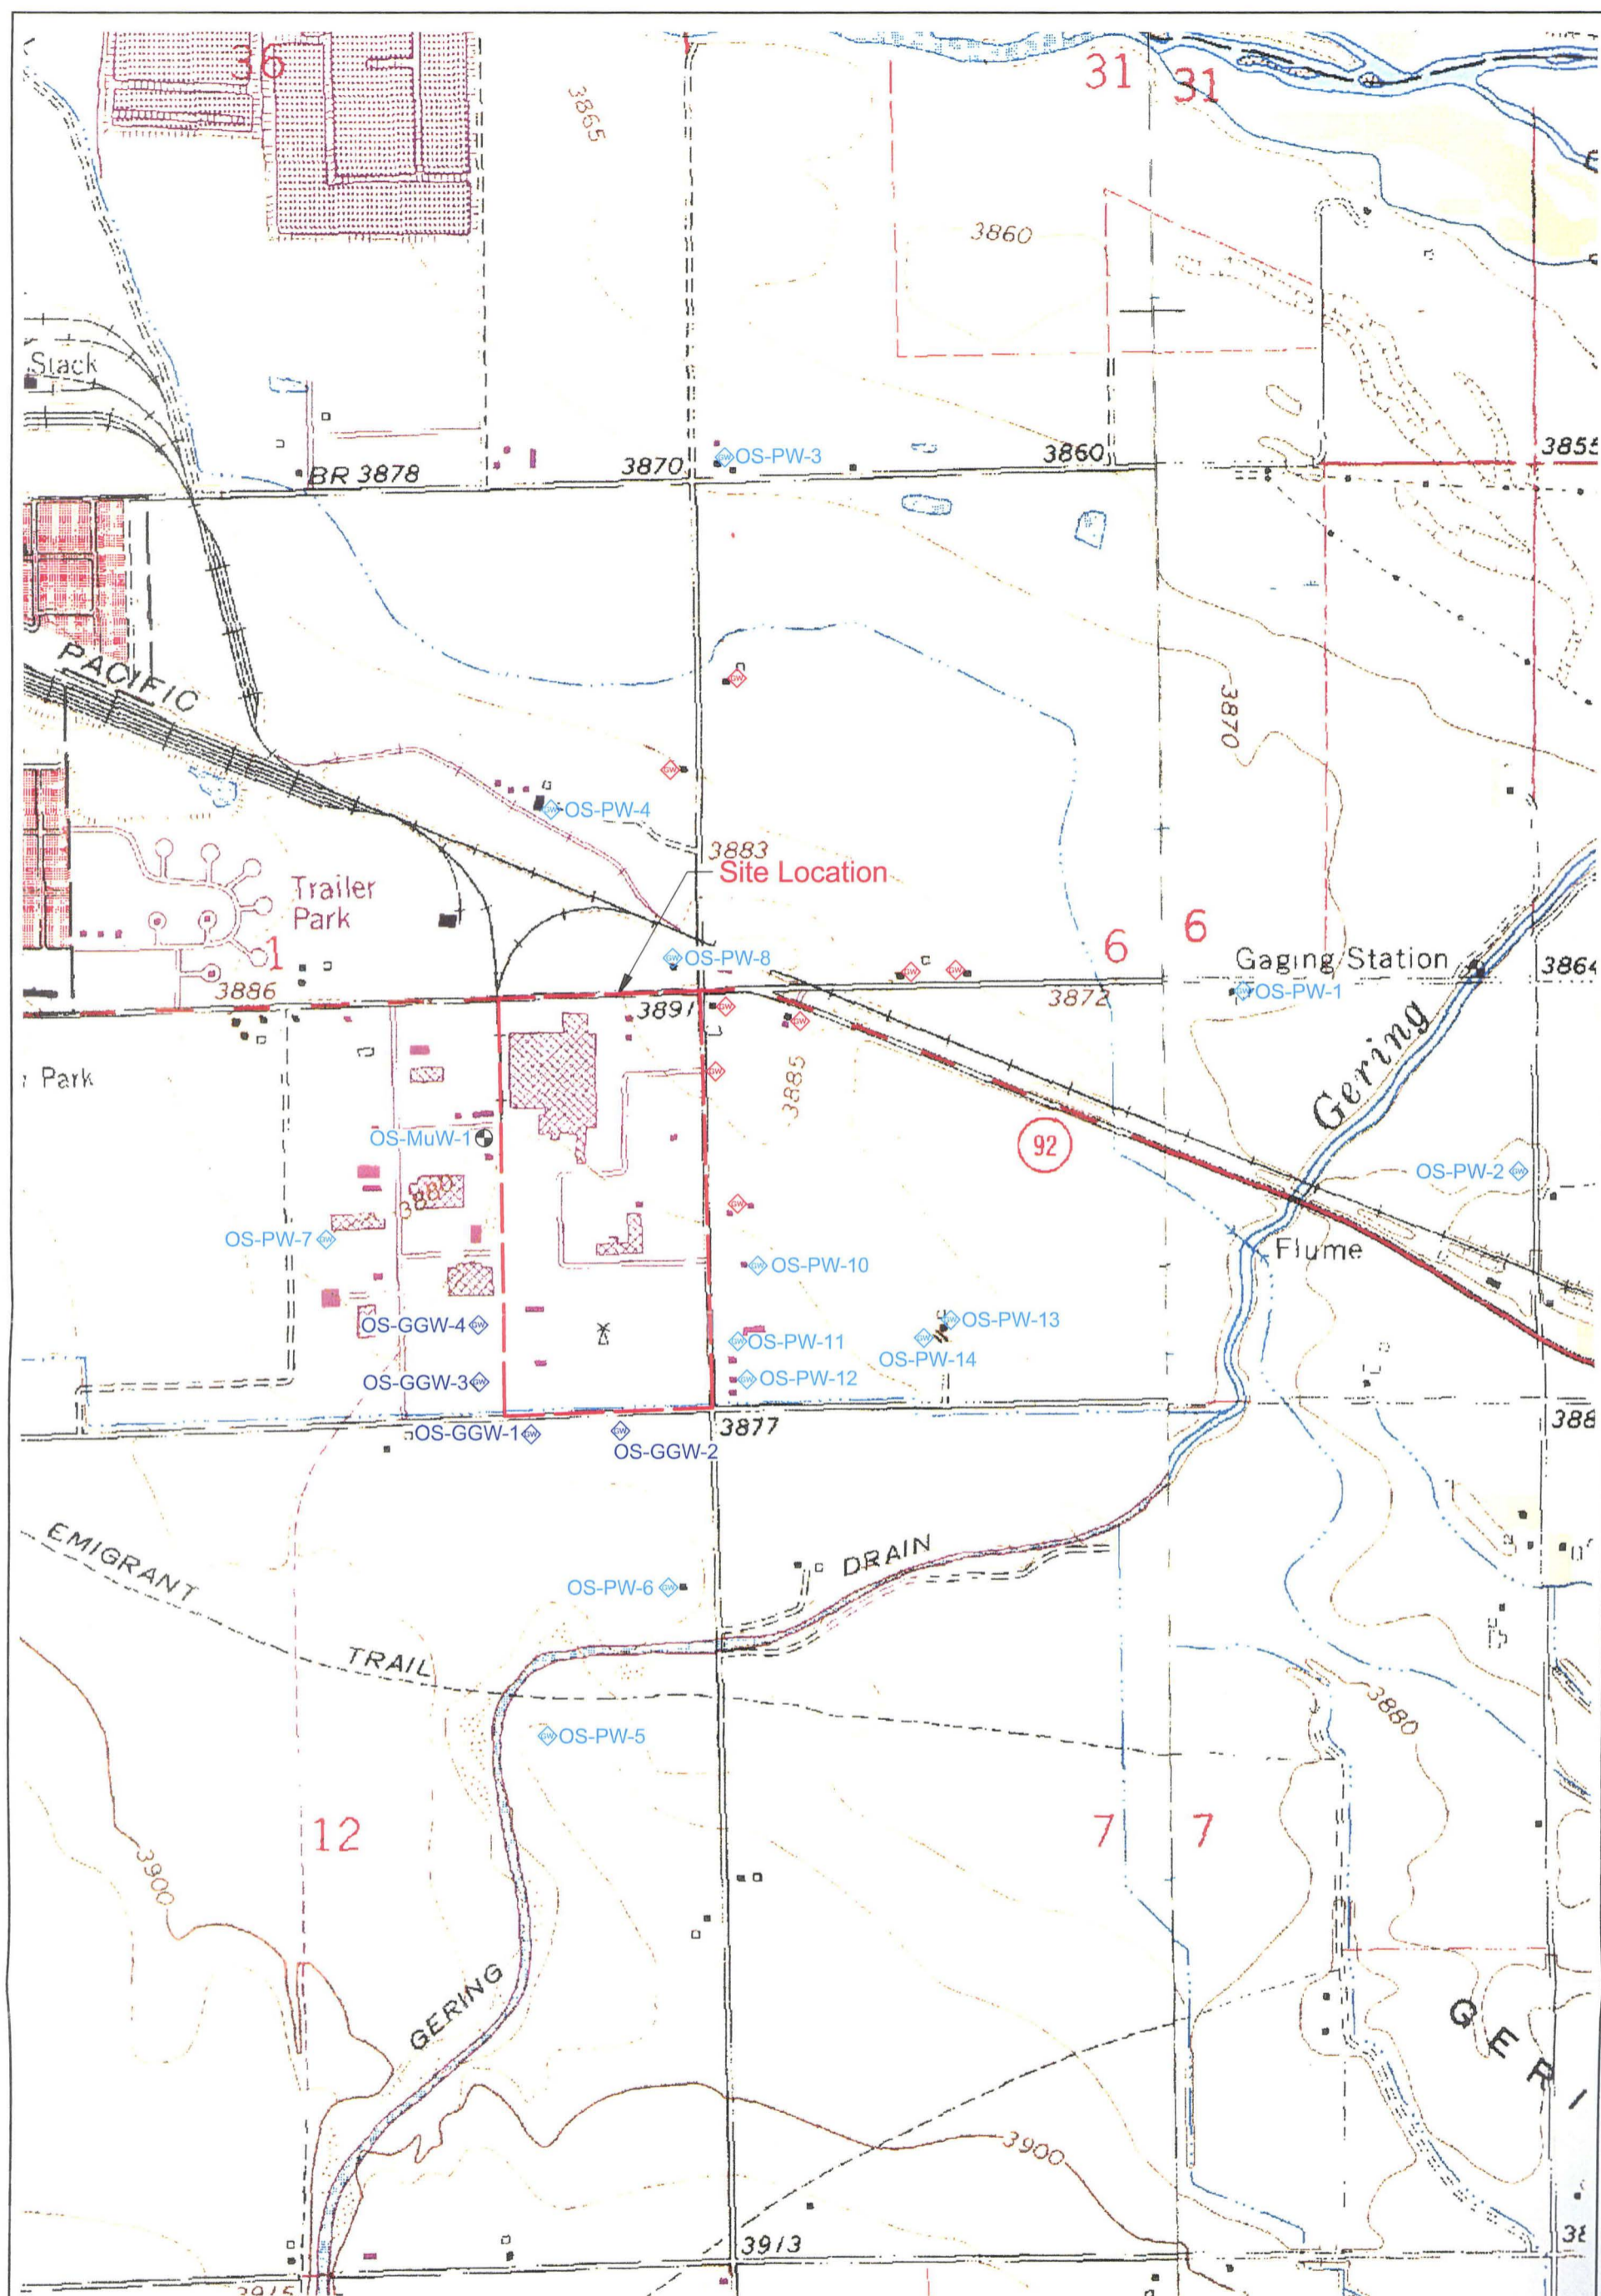 36
31
31
3865
3860
Stack
BR 3878
3870
OS-PW-3
3860
3855
PACIFIC
3870
OS-PW-4
3883
Site Location
Trailer
Park
1
3886
OS-PW-8
3891
6
6
Gaging Station
3864
3872
OS-PW-1
Gering
Park
3885
OS-MuW-1
92
3880
OS-PW-2
OS-PW-7
OS-PW-10
Flume
OS-GGW-4
OS-PW-13
OS-PW-11
OS-PW-14
OS-GGW-3
OS-PW-12
OS-GGW-1
OS-GGW-2
3877
388
EMIGRANT
TRAIL
OS-PW-6
DRAIN
OS-PW-5
3880
12
7
7
3900
GERING
GERI
3900
3913
38
3915